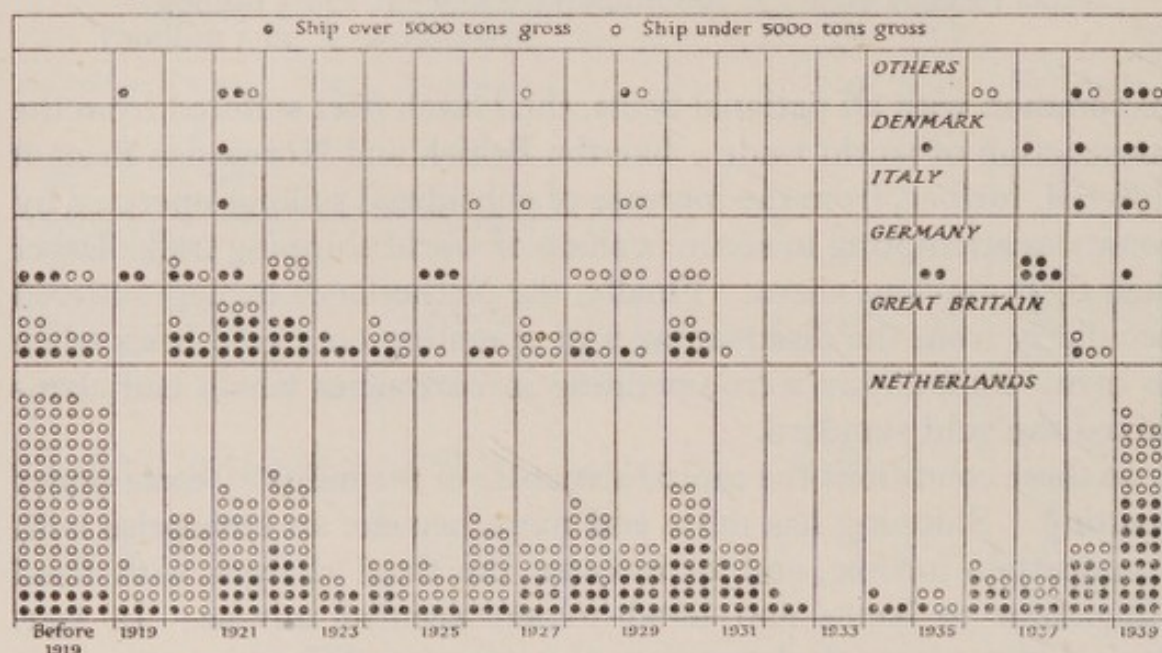 Ship over 5000 tons gross Ship under 5000 tons gross
OTHERS
DENMARK
ITALY
GERMANY
GREAT BRITAIN
NETHERLANDS
Before 1919 1921 1923 1925 1927 1929 1931 1933 1935 1937 1939
1919